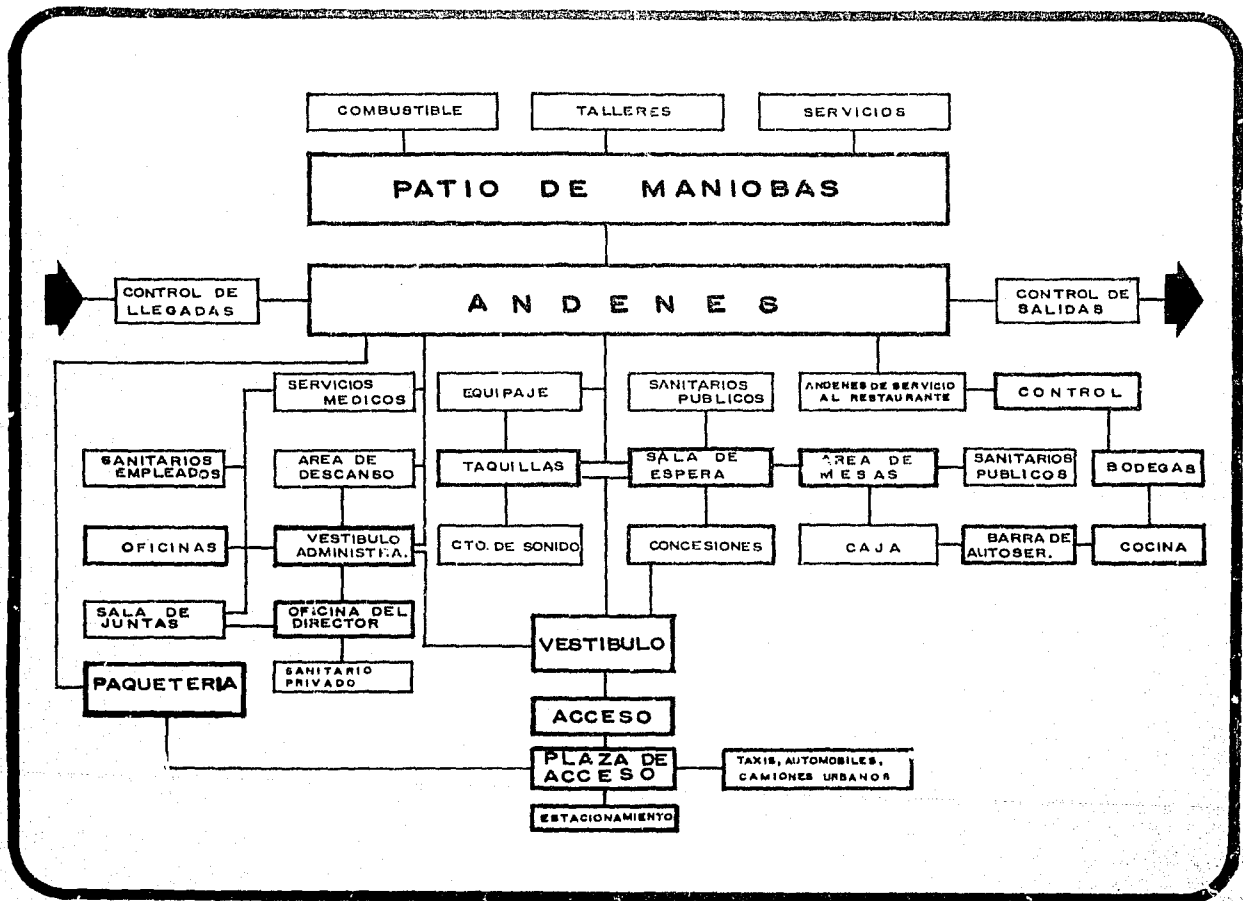 COMBUSTIBLE
TALLERES
SERVICIOS
PATIO DE MANIOBAS
CONTROL DE
LLEGADAS
ANDENES
CONTROL DE
SALIDAS
SERVICIOS
MEDICOS
EQUIPAJE
SANITARIOS
PUBLICOS
ANDENES DE SERVICIO
AL RESTAURANTE
CONTROL
SANITARIOS
EMPLEADOS
AREA DE
DESCANSO
TAQUILLAS
SALA DE
ESPERA
AREA DE
MESAS
SANITARIOS
PUBLICOS
BODEGAS
OFICINAS
VESTIBULO
ADMINISTRA.
CTO. DE SONIDO
CONCESIONES
CAJA
BARRA DE
AUTOSER.
COCINA
SALA DE
JUNTAS
OFICINA DEL
DIRECTOR
VESTIBULO
PAQUETERIA
SANITARIO
PRIVADO
ACCESO
PLAZA DE
ACCESO
TAXIS, AUTOMOBILES,
CAMIONES URBANOS
ESTACIONAMIENTO